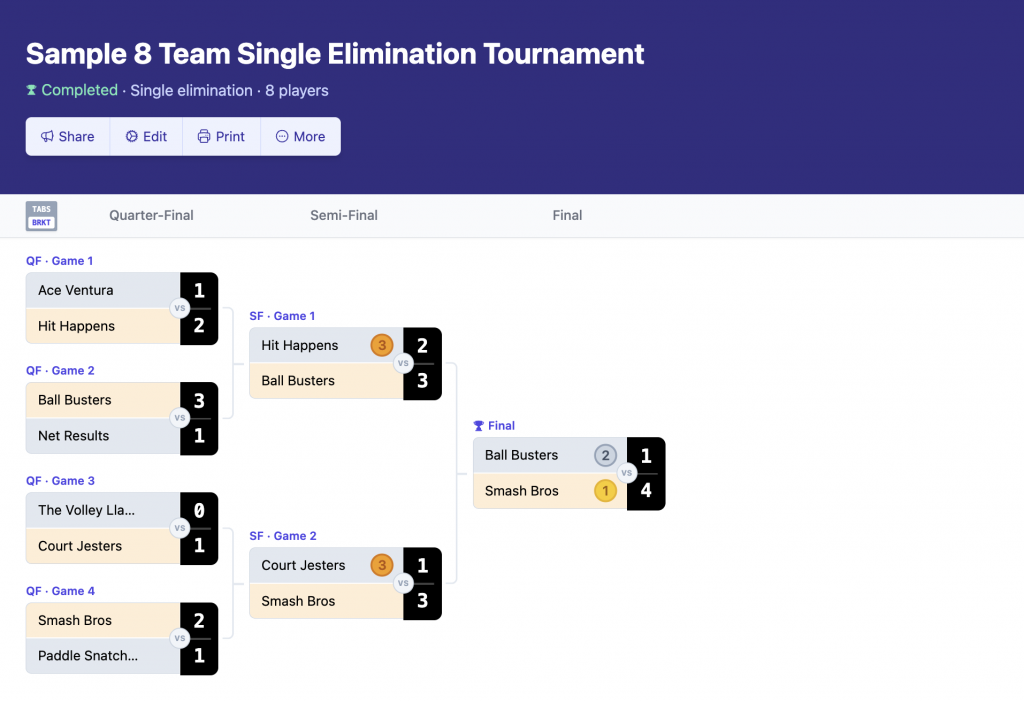 Sample 8 Team Single Elimination Tournament
Completed · Single elimination · 8 players
Share Edit Print More
TABS
BRKT
Quarter-Final Semi-Final Final
QF · Game 1
Ace Ventura 1
vs
Hit Happens 2
QF · Game 2
Ball Busters 3
vs
Net Results 1
QF · Game 3
The Volley Lla... 0
vs
Court Jesters 1
QF · Game 4
Smash Bros 2
vs
Paddle Snatch... 1
SF · Game 1
Hit Happens 3 2
vs
Ball Busters 3
SF · Game 2
Court Jesters 3 1
vs
Smash Bros 3
Final
Ball Busters 2 1
vs
Smash Bros 1 4